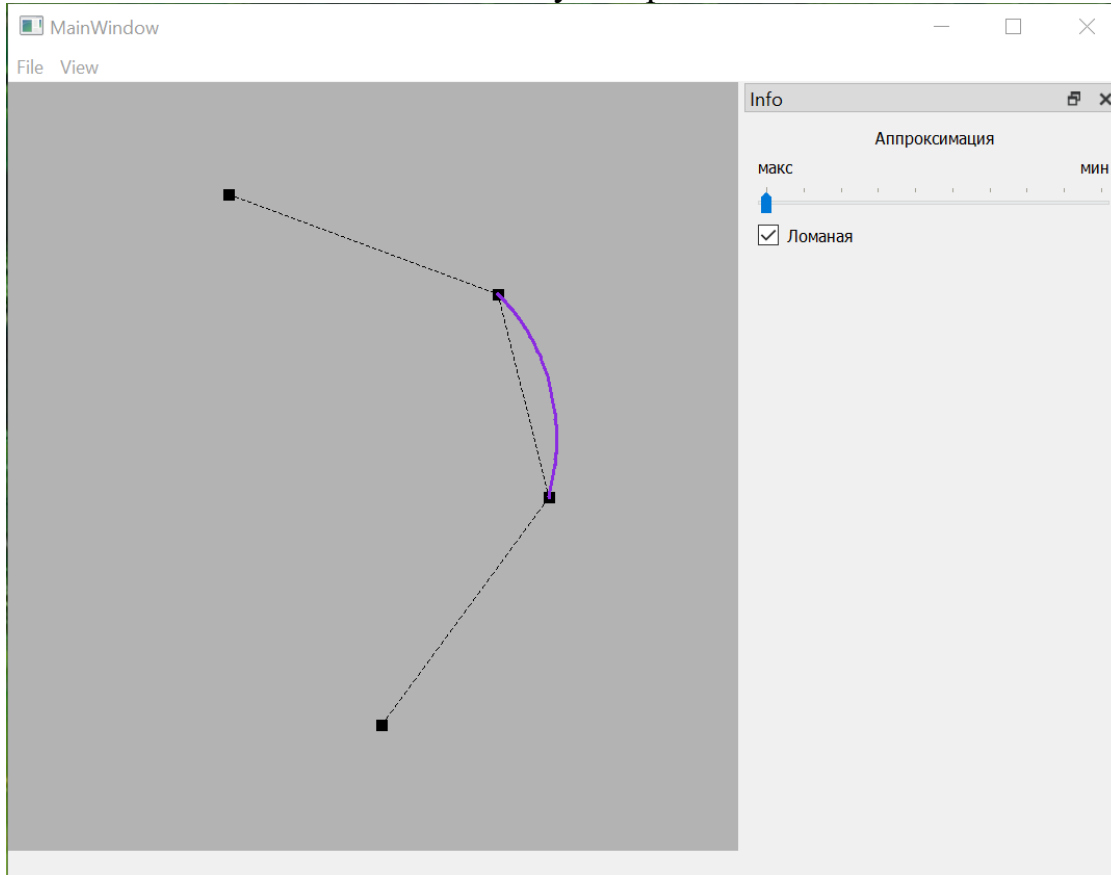 MainWindow
File View
Info
Аппроксимация
макс мин
Ломаная